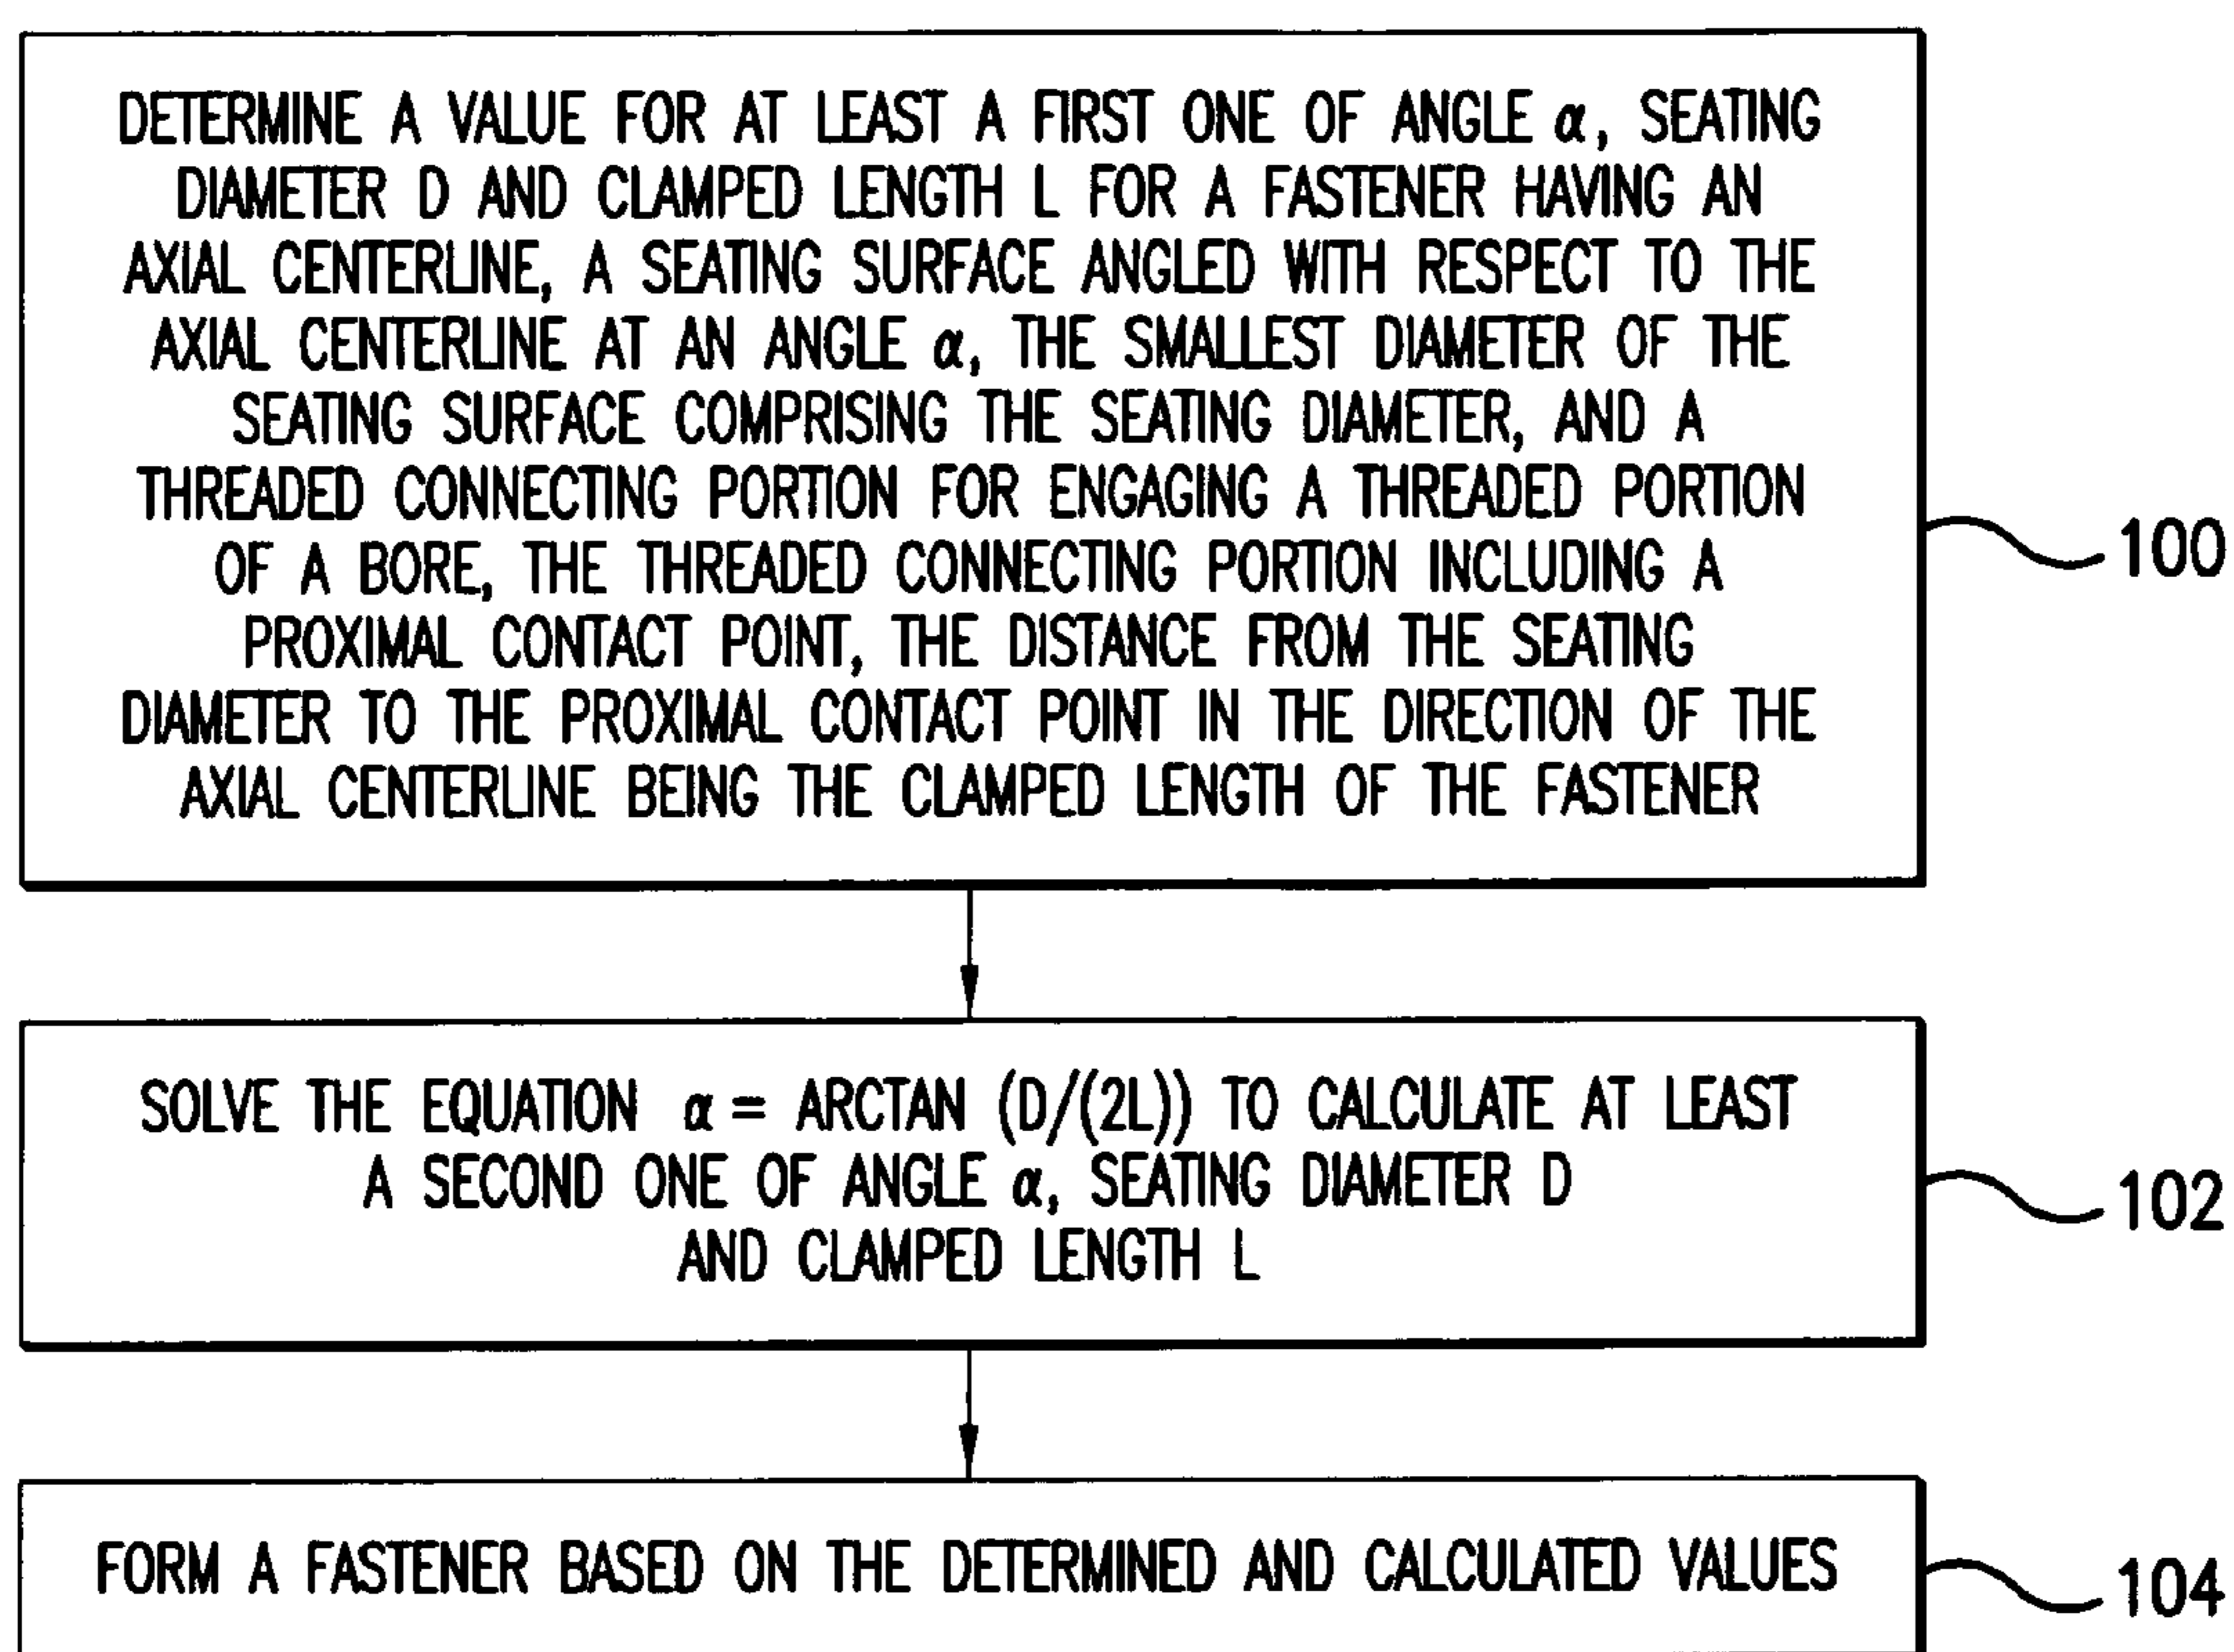 DETERMINE A VALUE FOR AT LEAST A FIRST ONE OF ANGLE α, SEATING
DIAMETER D AND CLAMPED LENGTH L FOR A FASTENER HAVING AN
AXIAL CENTERLINE, A SEATING SURFACE ANGLED WITH RESPECT TO THE
AXIAL CENTERLINE AT AN ANGLE α, THE SMALLEST DIAMETER OF THE
SEATING SURFACE COMPRISING THE SEATING DIAMETER, AND A
THREADED CONNECTING PORTION FOR ENGAGING A THREADED PORTION
OF A BORE, THE THREADED CONNECTING PORTION INCLUDING A
PROXIMAL CONTACT POINT, THE DISTANCE FROM THE SEATING
DIAMETER TO THE PROXIMAL CONTACT POINT IN THE DIRECTION OF THE
AXIAL CENTERLINE BEING THE CLAMPED LENGTH OF THE FASTENER
100
SOLVE THE EQUATION α = ARCTAN (D/(2L)) TO CALCULATE AT LEAST
A SECOND ONE OF ANGLE α, SEATING DIAMETER D
AND CLAMPED LENGTH L
102
FORM A FASTENER BASED ON THE DETERMINED AND CALCULATED VALUES
104